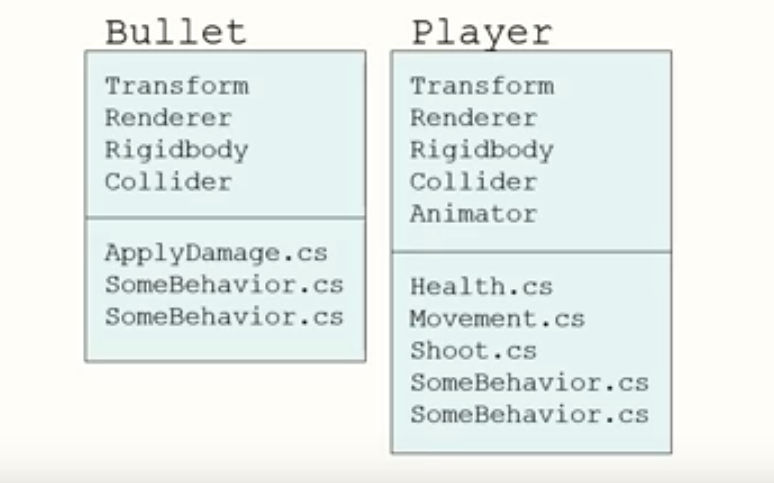 Bullet
Transform
Renderer
Rigidbody
Collider
ApplyDamage.cs
SomeBehavior.cs
SomeBehavior.cs
Player
Transform
Renderer
Rigidbody
Collider
Animator
Health.cs
Movement.cs
Shoot.cs
SomeBehavior.cs
SomeBehavior.cs